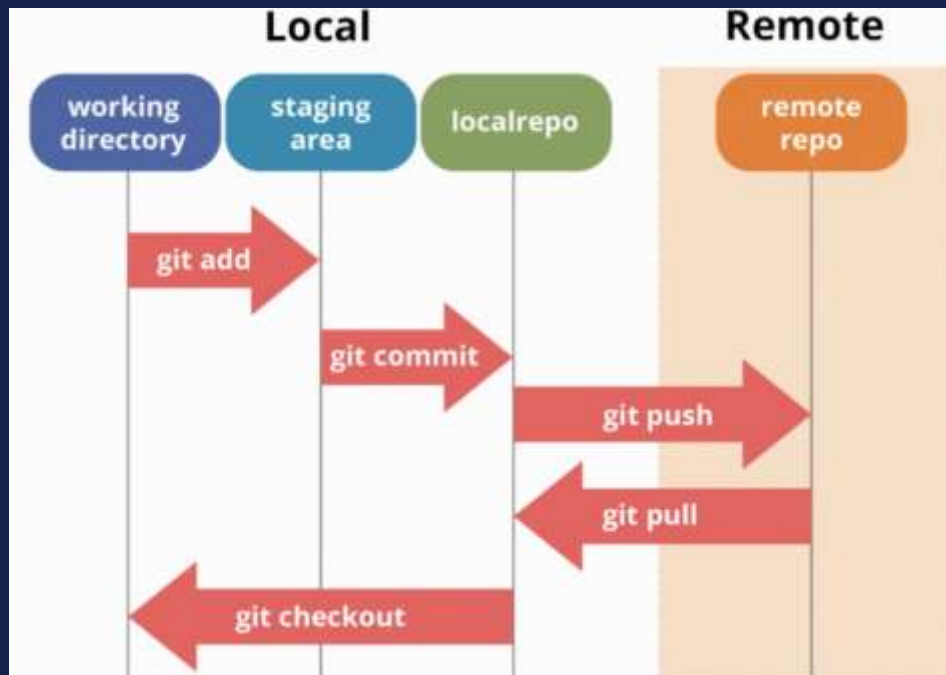 Local
Remote
working
directory
staging
area
localrepo
remote
repo
git add
git commit
git push
git pull
git checkout